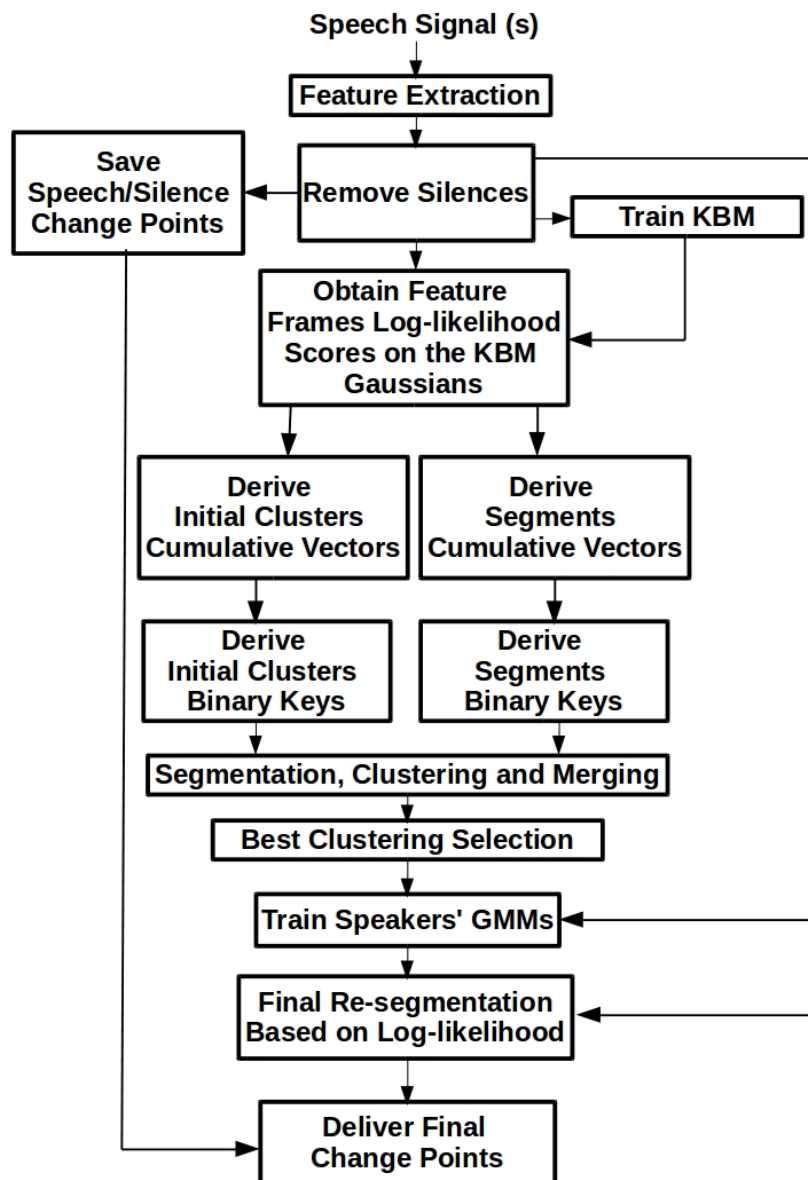 Speech Signal (s)
Feature Extraction
Save
Speech/Silence
Change Points
Remove Silences
Train KBM
Obtain Feature
Frames Log-likelihood
Scores on the KBM
Gaussians
Derive
Initial Clusters
Cumulative Vectors
Derive
Segments
Cumulative Vectors
Derive
Initial Clusters
Binary Keys
Derive
Segments
Binary Keys
Segmentation, Clustering and Merging
Best Clustering Selection
Train Speakers' GMMs
Final Re-segmentation
Based on Log-likelihood
Deliver Final
Change Points